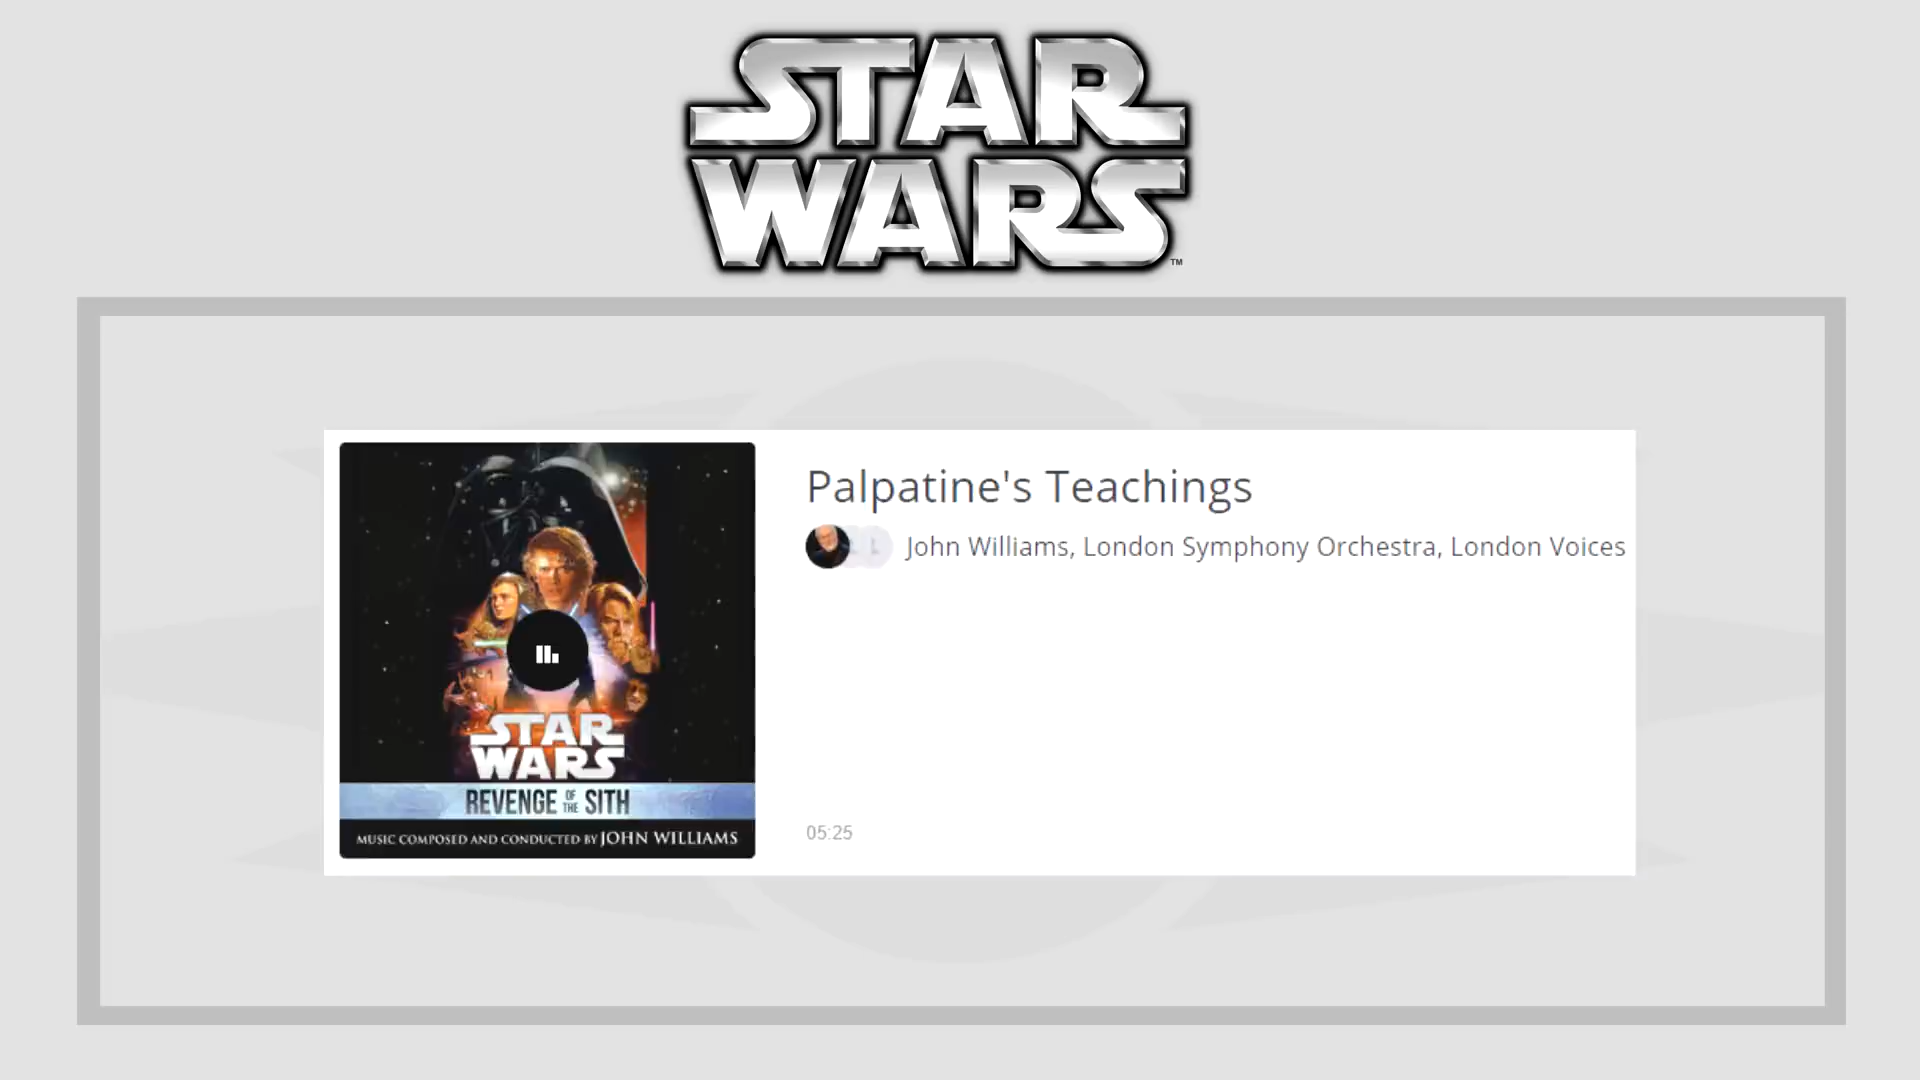 STAR
WARS
TM
Palpatine's Teachings
John Williams, London Symphony Orchestra, London Voices
STAR
WARS
REVENGE OF THE SITH
MUSIC COMPOSED AND CONDUCTED BY JOHN WILLIAMS
05:25